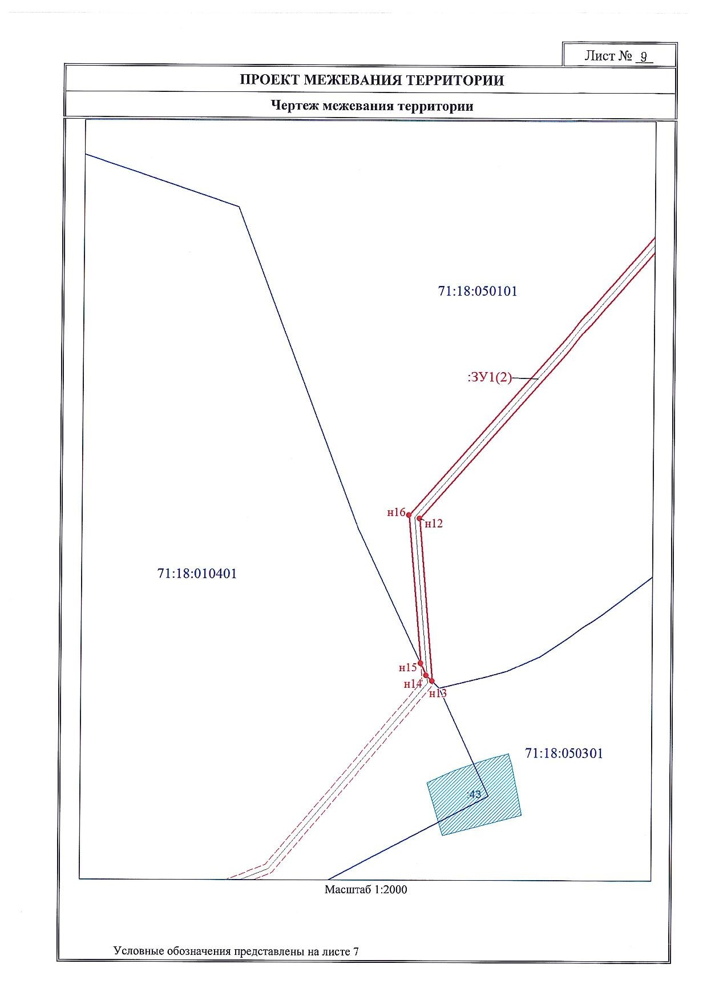 Лист № 9
ПРОЕКТ МЕЖЕВАНИЯ ТЕРРИТОРИИ
Чертеж межевания территории
71:18:050101
:ЗУ1(2)
н16
н12
71:18:010401
н15
н14
н13
71:18:050301
:43
Масштаб 1:2000
Условные обозначения представлены на листе 7